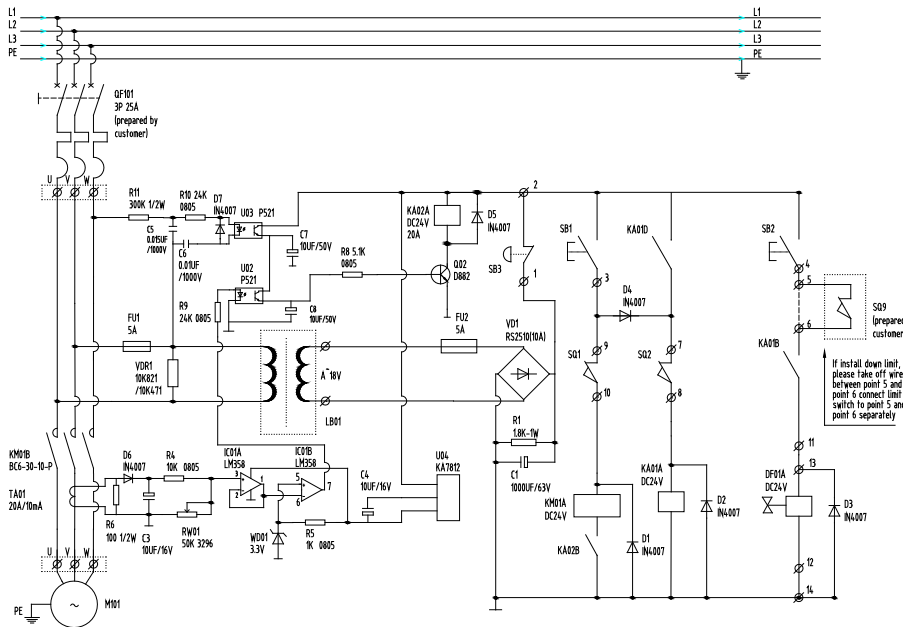 L1
L2
L3
PE
L1
L2
L3
PE
QF101
3P 25A
(prepared by
customer)
U V W
R11
300K 1/2W
R10 24K
0805
D7
IN4007
U03
P521
C5
0.015UF
/1000V
C6
0.01UF
/1000V
C7
10UF/50V
U02
P521
R9
24K 0805
C8
10UF/50V
R8 5.1K
0805
KA02A
DC24V
20A
D5
IN4007
Q02
D882
2
SB3
1
SB1
3
KA01D
D4
IN4007
SB2
4
5
6
SQ9
(prepared
customer
KA01B
If install down limit,
please take off wire
between point 5 and
point 6 connect limit
switch to point 5 and
point 6 separately
FU1
5A
VDR1
10K821
/10K471
A~18V
LB01
FU2
5A
VD1
RS2510(10A)
9
SQ1
10
7
SQ2
8
R1
1.8K-1W
C1
1000UF/63V
KM01B
BC6-30-10-P
TA01
20A/10mA
D6
IN4007
R4
10K 0805
R6
100 1/2W
C3
10UF/16V
RW01
50K 3296
IC01A
LM358
3
2
1
IC01B
LM358
5
6
7
WD01
3.3V
R5
1K 0805
C4
10UF/16V
U04
KA7812
KM01A
DC24V
KA02B
D1
IN4007
KA01A
DC24V
D2
IN4007
11
13
DF01A
DC24V
D3
IN4007
12
14
U V W
M101
~
PE